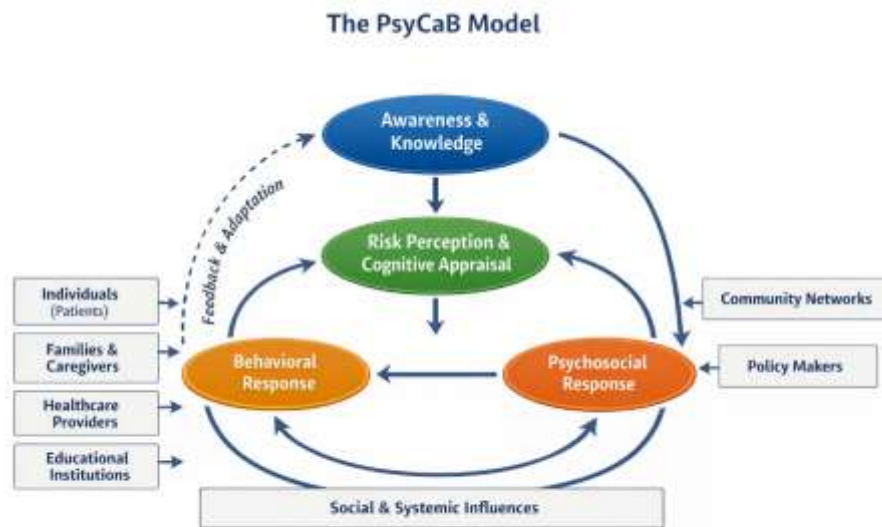 The PsyCaB Model
Awareness &
Knowledge
Feedback & Adaptation
Risk Perception &
Cognitive Appraisal
Individuals
(Patients)
Families &
Caregivers
Healthcare
Providers
Educational
Institutions
Behavioral
Response
Psychosocial
Response
Community Networks
Policy Makers
Social & Systemic Influences